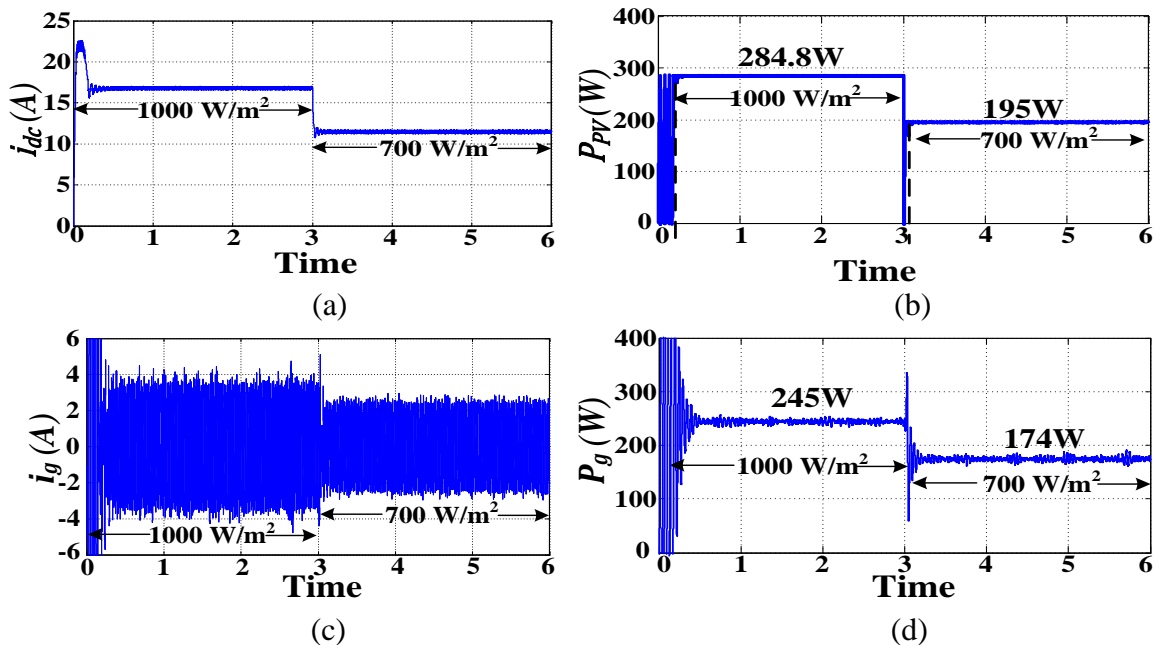 25
20
15
10
5
0
i_dc (A)
1000 W/m²
700 W/m²
0 1 2 3 4 5 6
Time
(a)
400
300
200
100
0
P_PV (W)
284.8W
1000 W/m²
195W
700 W/m²
0 1 2 3 4 5 6
Time
(b)
6
4
2
0
-2
-4
-6
i_g (A)
1000 W/m²
700 W/m²
0 1 2 3 4 5 6
Time
(c)
400
300
200
100
0
P_g (W)
245W
1000 W/m²
174W
700 W/m²
0 1 2 3 4 5 6
Time
(d)